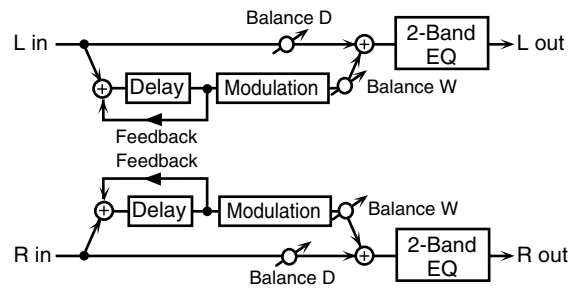 Balance D
L in
2-Band
EQ
L out
Delay
Modulation
Balance W
Feedback
Feedback
Delay
Modulation
Balance W
R in
2-Band
EQ
R out
Balance D